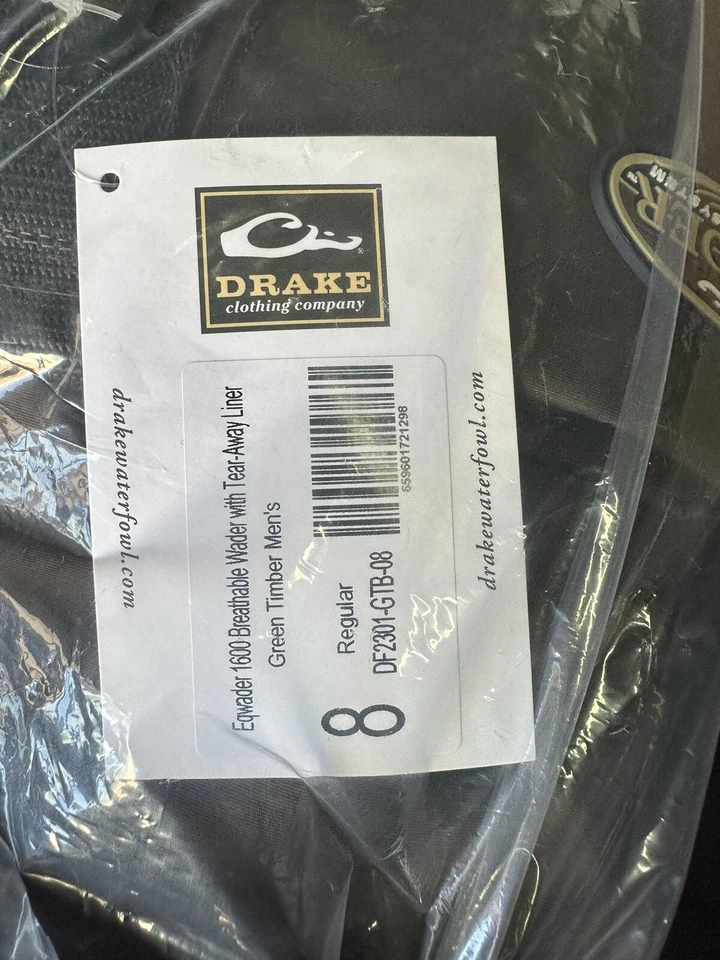 DRAKE
clothing company
®
Eqwader 1600 Breathable Wader with Tear-Away Liner
Green Timber Men's
659601721298
8 Regular
DF2301-GTB-08
drakewaterfowl.com
drakewaterfowl.com